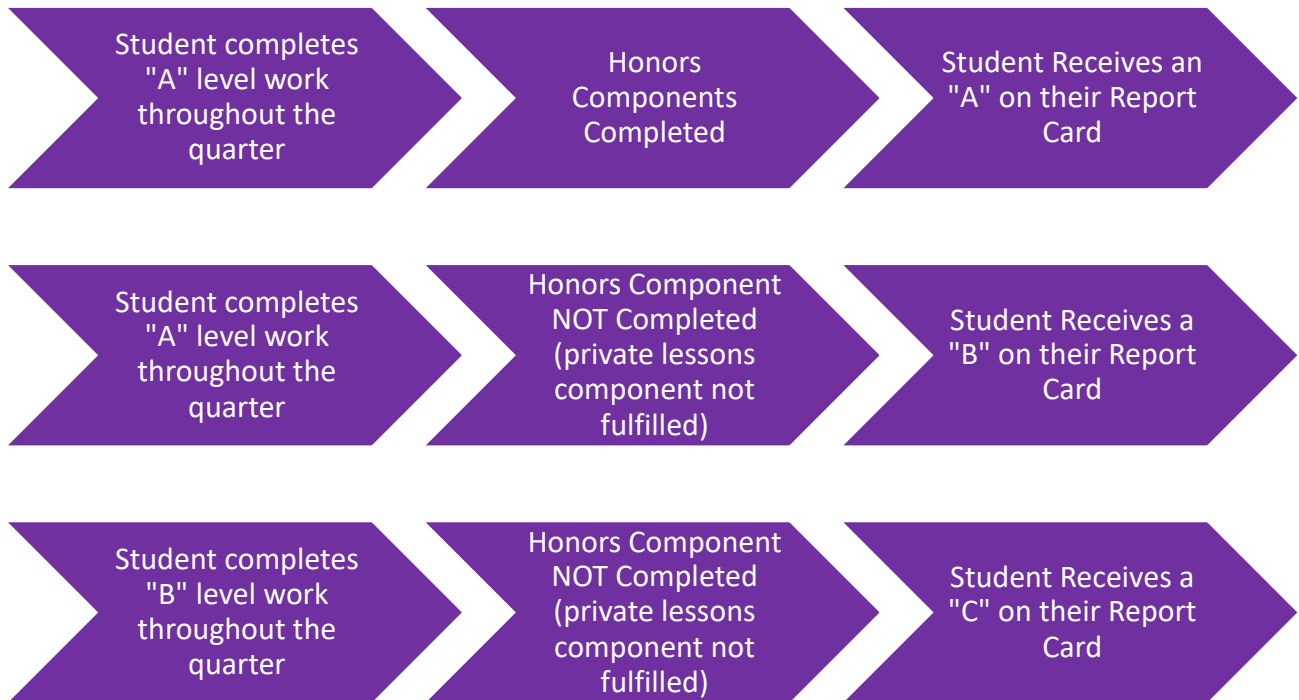 Student completes
"A" level work
throughout the
quarter
Honors
Components
Completed
Student Receives an
"A" on their Report
Card
Student completes
"A" level work
throughout the
quarter
Honors Component
NOT Completed
(private lessons
component not
fulfilled)
Student Receives a
"B" on their Report
Card
Student completes
"B" level work
throughout the
quarter
Honors Component
NOT Completed
(private lessons
component not
fulfilled)
Student Receives a
"C" on their Report
Card